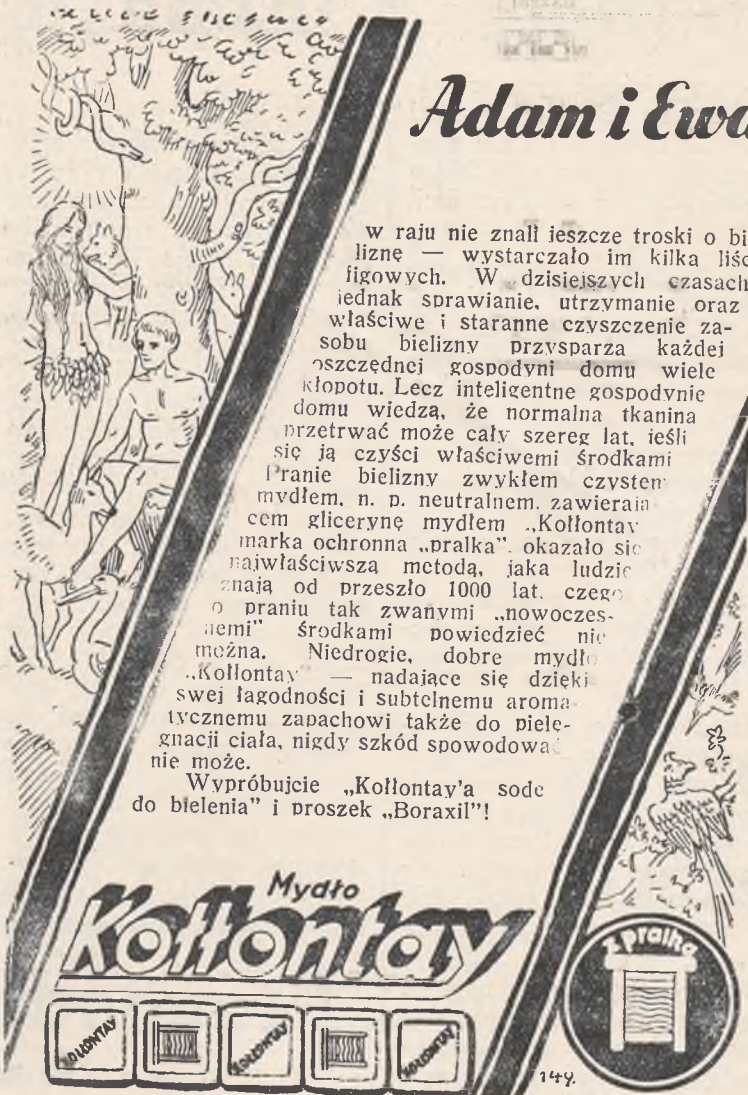 Adam i Ewa
w raju nie znali jeszcze troski o bi
liznę — wystarczało im kilka liśc
figowych. W dzisiejszych czasach
jednak sprawianie, utrzymanie oraz
właściwe i staranne czyszczenie za-
sobu bielizny przysparza każdej
oszczędnej gospodyni domu wiele
kłopotu. Lecz inteligentne gospodynie
domu wiedzą, że normalna tkanina
przetrwać może cały szereg lat, jeśli
się ją czyści właściwemi środkami
Pranie bielizny zwykłem czystem
mydłem, n. p. neutralnem, zawierają
cem glicerynę mydłem „Kołłontay
marka ochronna „pralka”, okazało się
najwłaściwszą metodą, jaka ludzie
znają od przeszło 1000 lat, czego
o praniu tak zwanymi „nowoczes-
nemi” środkami powiedzieć nie
można. Niedrogie, dobre mydło
„Kołłontay” — nadające się dzięki
swej łagodności i subtelnemu aroma-
tycznemu zapachowi także do pielę-
gnacji ciała, nigdy szkód spowodować
nie może.
Wypróbujcie „Kołłontay'a sodę
do bielenia” i proszek „Boraxil”!
Mydło
Kołłontay
z pralką
KOŁŁONTAY
KOŁŁONTAY
KOŁŁONTAY
149.